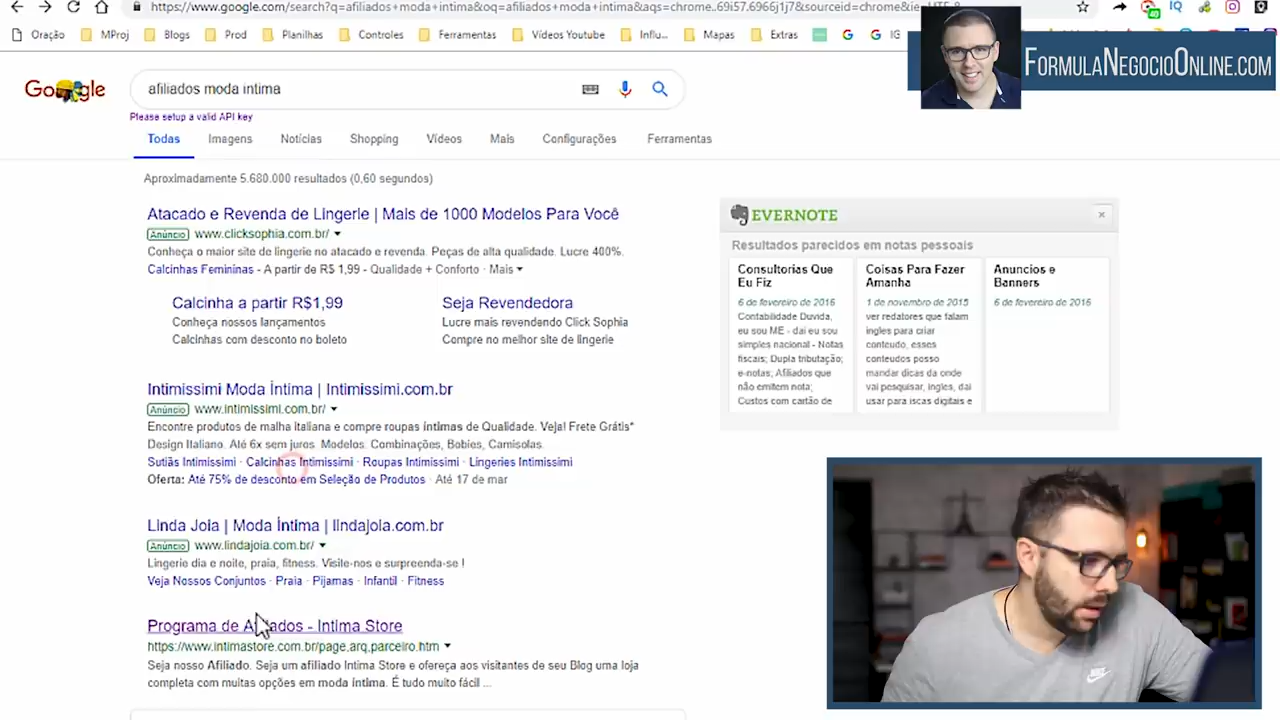 https://www.google.com/search?q=afiliados+moda+intima&oq=afiliados+moda+intima&aqs=chrome..69i57.6966j1j7&sourceid=chrome&ie=UTF-8
Oração MProj Blogs Prod Planilhas Controles Ferramentas Vídeos Youtube Influ... Mapas Extras G G IG
FORMULANEGOCIOONLINE.COM
Google
afiliados moda intima
Please setup a valid API key
Todas Imagens Notícias Shopping Vídeos Mais Configurações Ferramentas
Aproximadamente 5.680.000 resultados (0,60 segundos)
Atacado e Revenda de Lingerie | Mais de 1000 Modelos Para Você
Anúncio www.clicksophia.com.br/
Conheça o maior site de lingerie no atacado e revenda. Peças de alta qualidade. Lucre 400%.
Calcinhas Femininas - A partir de R$ 1,99 - Qualidade + Conforto · Mais
Calcinha a partir R$1,99
Conheça nossos lançamentos
Calcinhas com desconto no boleto
Seja Revendedora
Lucre mais revendendo Click Sophia
Compre no melhor site de lingerie
Intimissimi Moda Íntima | Intimissimi.com.br
Anúncio www.intimissimi.com.br/
Encontre produtos de malha italiana e compre roupas íntimas de Qualidade. Veja! Frete Grátis*
Design Italiano. Até 6x sem juros. Modelos: Combinações, Bobies, Camisolas.
Sutiãs Intimissimi · Calcinhas Intimissimi · Roupas Intimissimi · Lingeries Intimissimi
Oferta: Até 75% de desconto em Seleção de Produtos · Até 17 de mar
Linda Joia | Moda Íntima | lindajoia.com.br
Anúncio www.lindajoia.com.br/
Lingerie dia e noite, praia, fitness. Visite-nos e surpreenda-se !
Veja Nossos Conjuntos · Praia · Pijamas · Infantil · Fitness
Programa de Afiliados - Intima Store
https://www.intimastore.com.br/page,arq,parceiro.htm
Seja nosso Afiliado. Seja um afiliado Intima Store e ofereça aos visitantes de seu Blog uma loja
completa com muitas opções em moda íntima. É tudo muito fácil ...
EVERNOTE
Resultados parecidos em notas pessoais
Consultorias Que
Eu Fiz
6 de fevereiro de 2016
Contabilidade Duvida,
eu sou ME - dai eu sou
simples nacional - Notas
fiscais; Dupla tributação;
e-notas; Afiliados que
não emitem nota;
Custos com cartão de
Coisas Para Fazer
Amanha
1 de novembro de 2015
ver redatores que falam
ingles para criar
conteudo, esses
conteudos posso
mandar dicas da onde
vai pesquisar, ingles, dai
usar para iscas digitais e
Anuncios e
Banners
6 de fevereiro de 2016